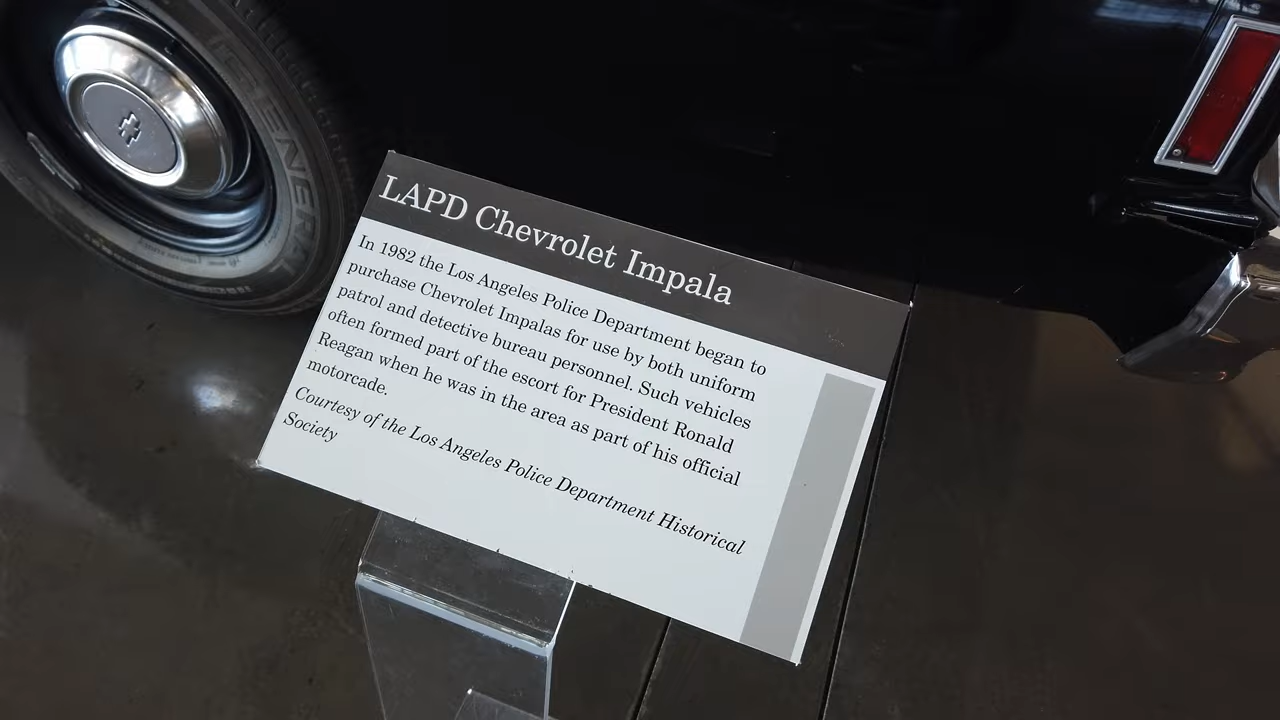 GENERAL
LAPD Chevrolet Impala
In 1982 the Los Angeles Police Department began to
purchase Chevrolet Impalas for use by both uniform
patrol and detective bureau personnel. Such vehicles
often formed part of the escort for President Ronald
Reagan when he was in the area as part of his official
motorcade.
Courtesy of the Los Angeles Police Department Historical
Society